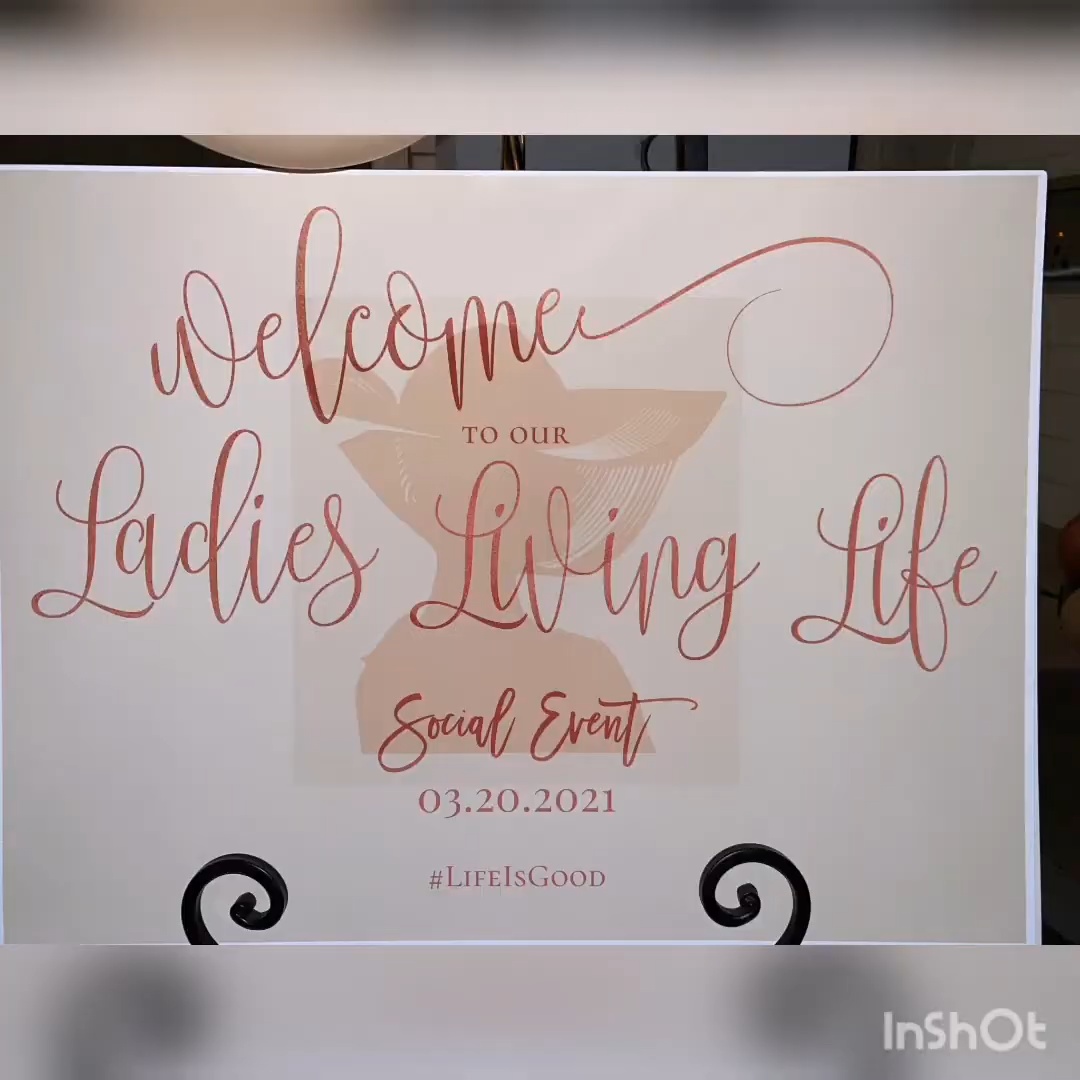 welcome
TO OUR
Ladies Living Life
Social Event
03.20.2021
#LIFEISGOOD
InShOt